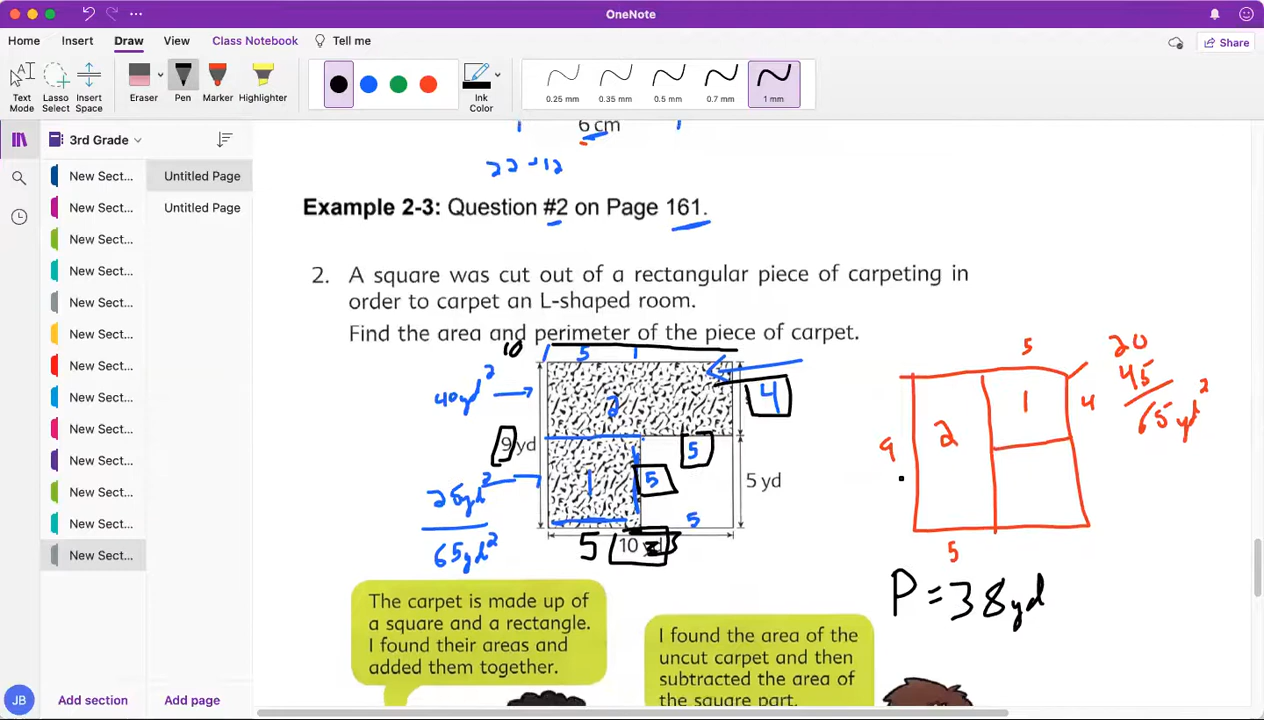 OneNote
Home Insert Draw View Class Notebook Tell me
Share
Text Mode
Lasso Select
Insert Space
Eraser
Pen
Marker
Highlighter
Ink Color
0.25 mm
0.35 mm
0.5 mm
0.7 mm
1 mm
3rd Grade
New Sect...
New Sect...
New Sect...
New Sect...
New Sect...
New Sect...
New Sect...
New Sect...
New Sect...
New Sect...
New Sect...
New Sect...
New Sect...
Untitled Page
Untitled Page
JB
Add section
Add page
6 cm
22 + 12
Example 2-3: Question #2 on Page 161.
2. A square was cut out of a rectangular piece of carpeting in
order to carpet an L-shaped room.
Find the area and perimeter of the piece of carpet.
10
5
40yd²
2
4
9 yd
5
1
5
5 yd
25yd²
5
65yd²
5
10
5
20
45
65yd²
1
4
2
9
5
P = 38yd
The carpet is made up of
a square and a rectangle.
I found their areas and
added them together.
I found the area of the
uncut carpet and then
subtracted the area of
the square part.